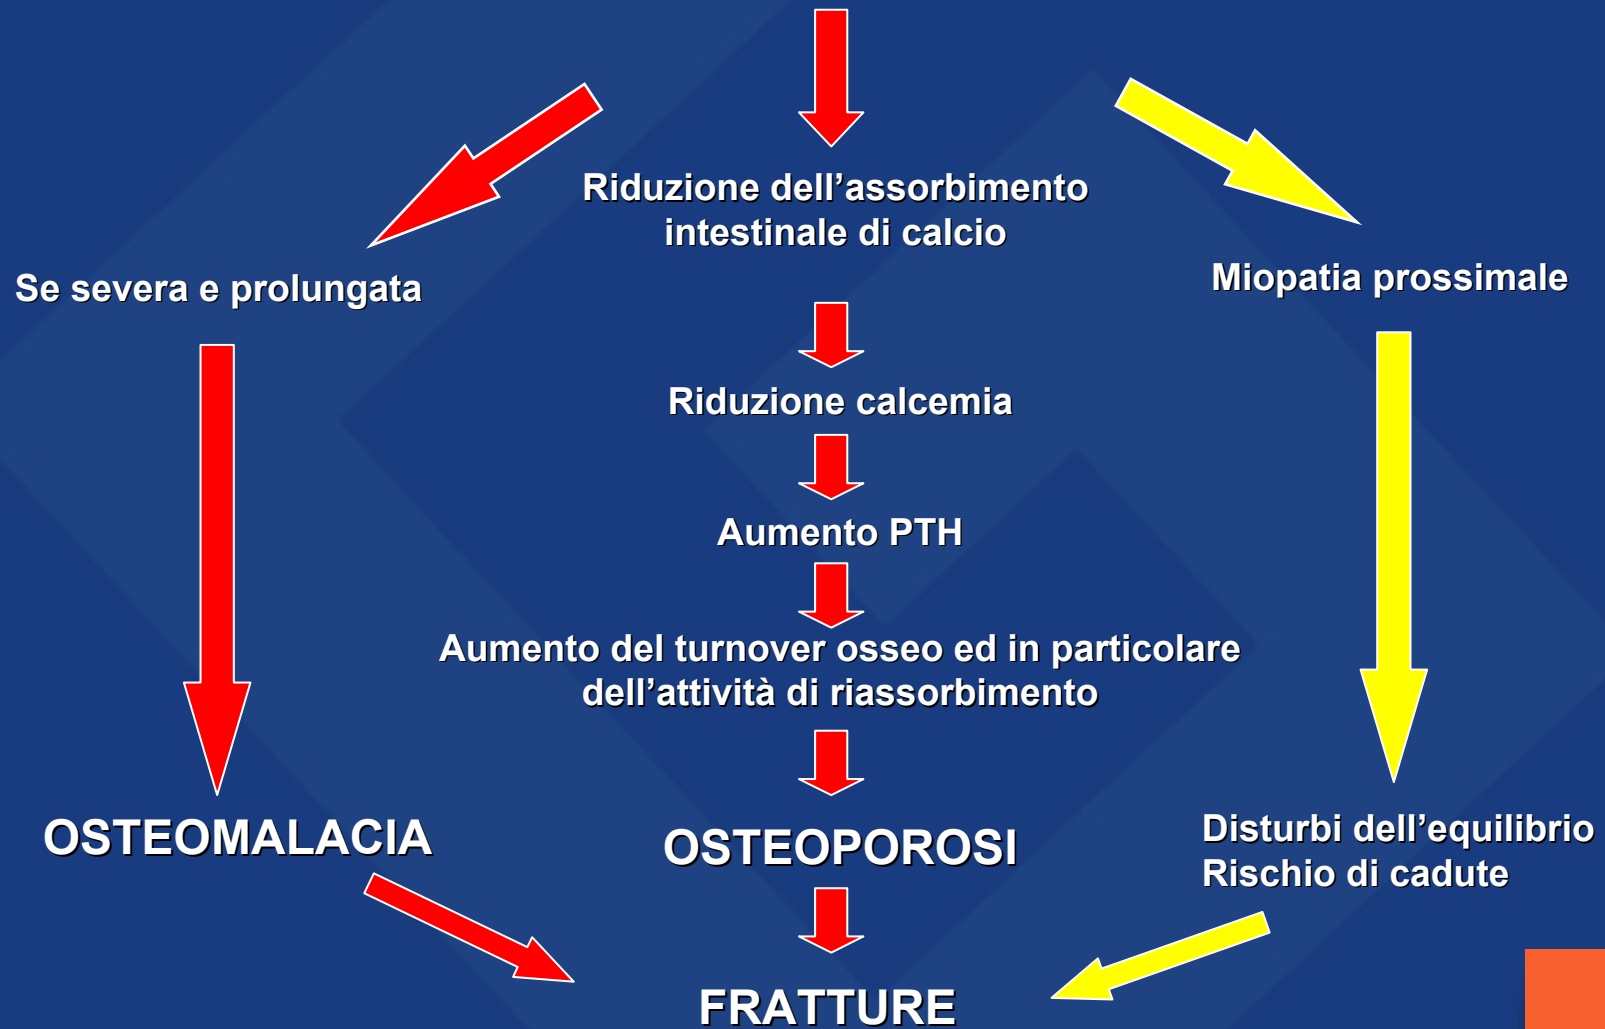 Riduzione dell’assorbimento
intestinale di calcio
Se severa e prolungata
Miopatia prossimale
Riduzione calcemia
Aumento PTH
Aumento del turnover osseo ed in particolare
dell’attività di riassorbimento
OSTEOMALACIA
OSTEOPOROSI
Disturbi dell’equilibrio
Rischio di cadute
FRATTURE